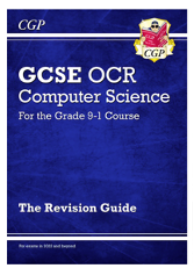 CGP
CGP
GCSE OCR
Computer Science
For the Grade 9-1 Course
The Revision Guide